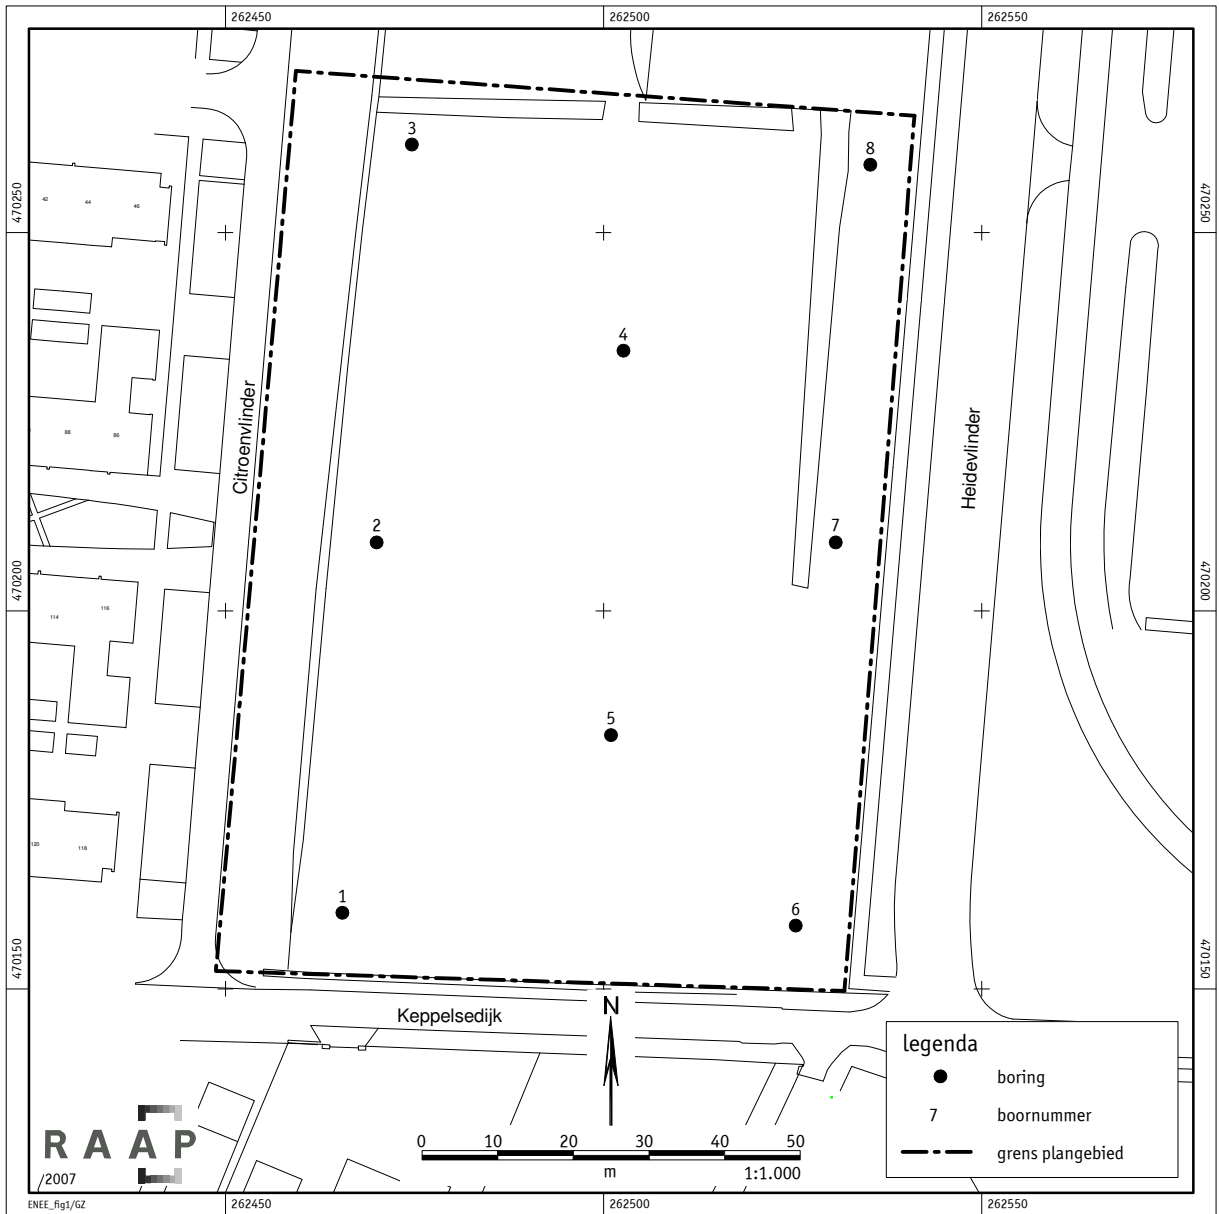 262450
262500
262550
3
8
470250
470250
42
44
46
4
Citroenvlinder
Heidevlinder
88
86
2
7
470200
470200
114
116
5
120
118
1
6
470150
470150
N
Keppelsedijk
legenda
boring
7 boornummer
grens plangebied
RAAP
/2007
0 10 20 30 40 50
m
1:1.000
ENEE_fig1/GZ
262450
262500
262550